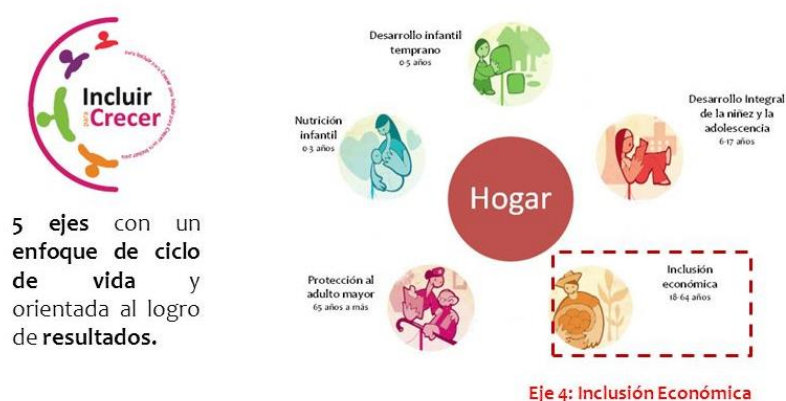 Incluir
para
Crecer
5 ejes con un
enfoque de ciclo
de vida y
orientada al logro
de resultados.
Desarrollo infantil
temprano
0-5 años
Nutrición
infantil
0-3 años
Desarrollo Integral
de la niñez y la
adolescencia
6-17 años
Hogar
Protección al
adulto mayor
65 años a más
Inclusión
económica
18-64 años
Eje 4: Inclusión Económica